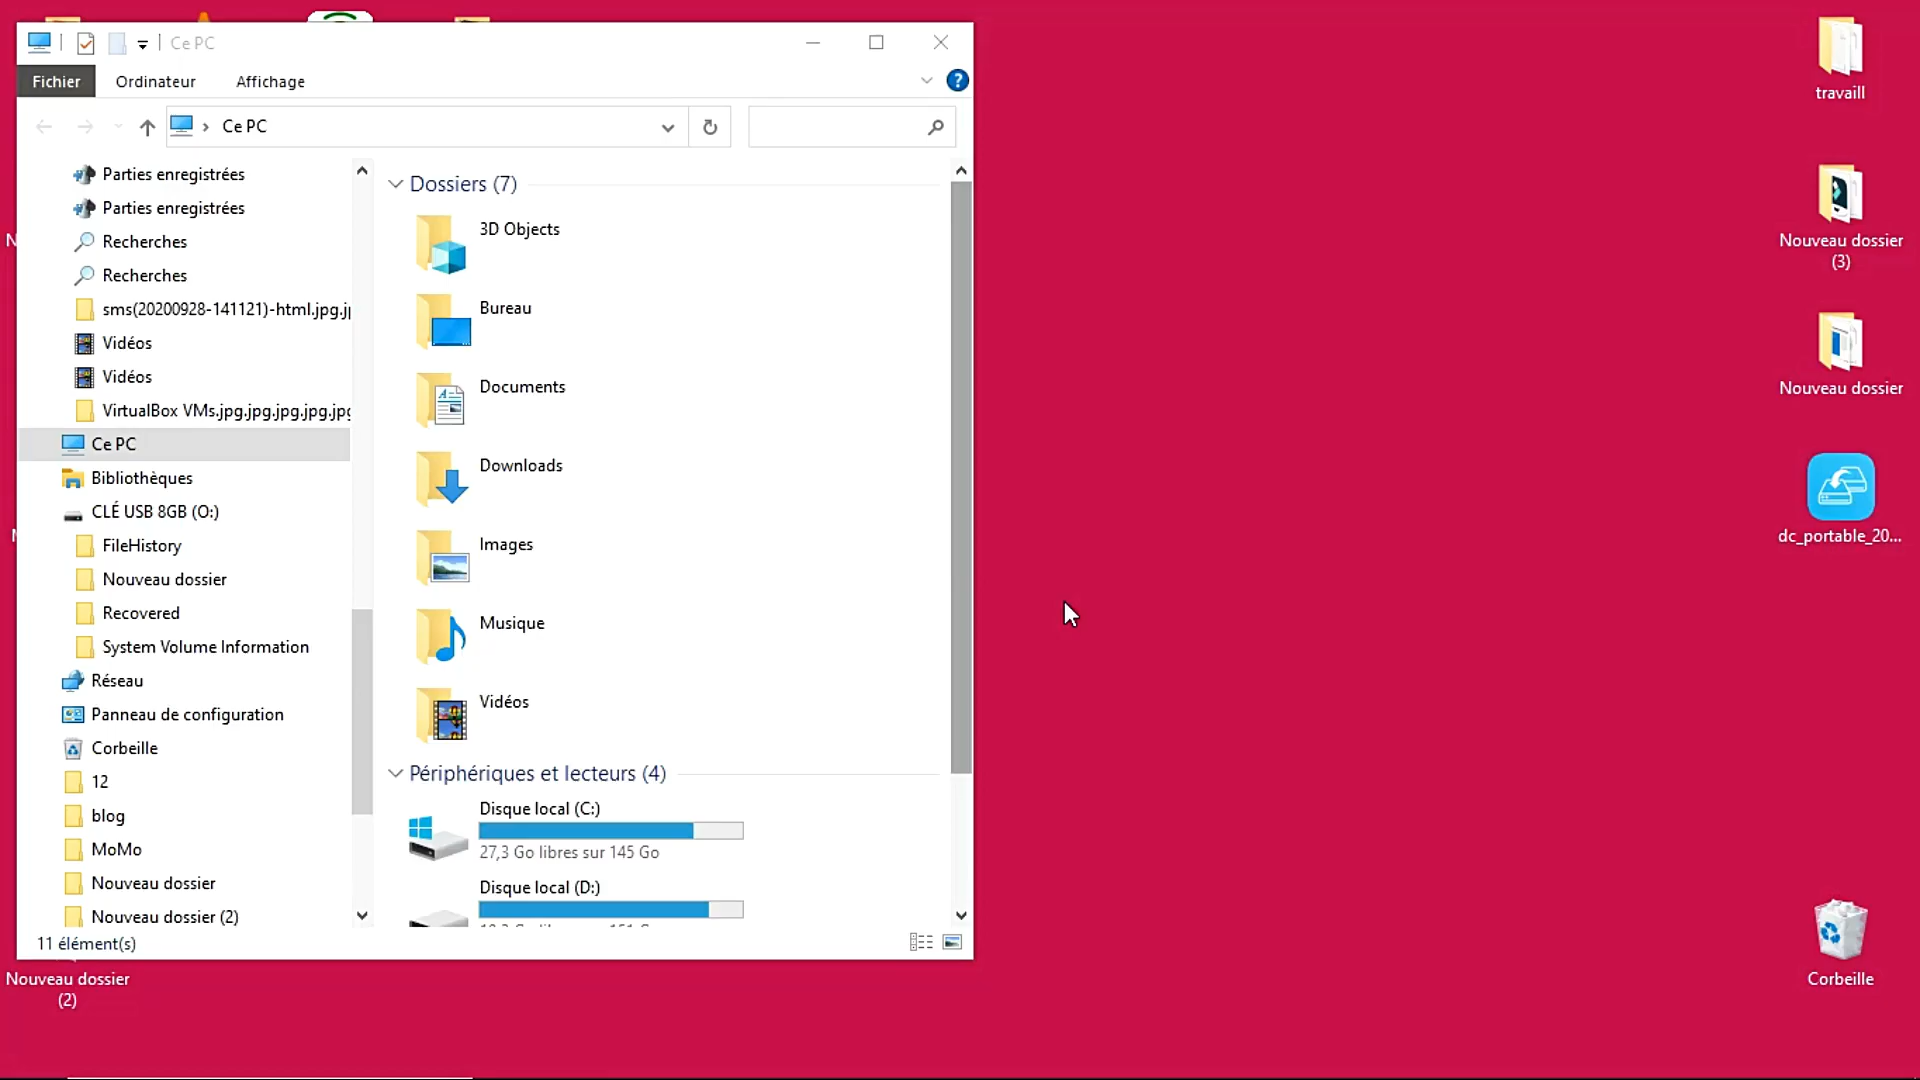 Ce PC
Fichier
Ordinateur
Affichage
?
Ce PC
Parties enregistrées
Parties enregistrées
Recherches
Recherches
sms(20200928-141121)-html.jpg.j
Vidéos
Vidéos
VirtualBox VMs.jpg.jpg.jpg.jpg.jpg
Ce PC
Bibliothèques
CLÉ USB 8GB (O:)
FileHistory
Nouveau dossier
Recovered
System Volume Information
Réseau
Panneau de configuration
Corbeille
12
blog
MoMo
Nouveau dossier
Nouveau dossier (2)
Dossiers (7)
3D Objects
Bureau
Documents
Downloads
Images
Musique
Vidéos
Périphériques et lecteurs (4)
Disque local (C:)
27,3 Go libres sur 145 Go
Disque local (D:)
11 élément(s)
Nouveau dossier
(2)
travaill
Nouveau dossier
(3)
Nouveau dossier
dc_portable_20...
Corbeille